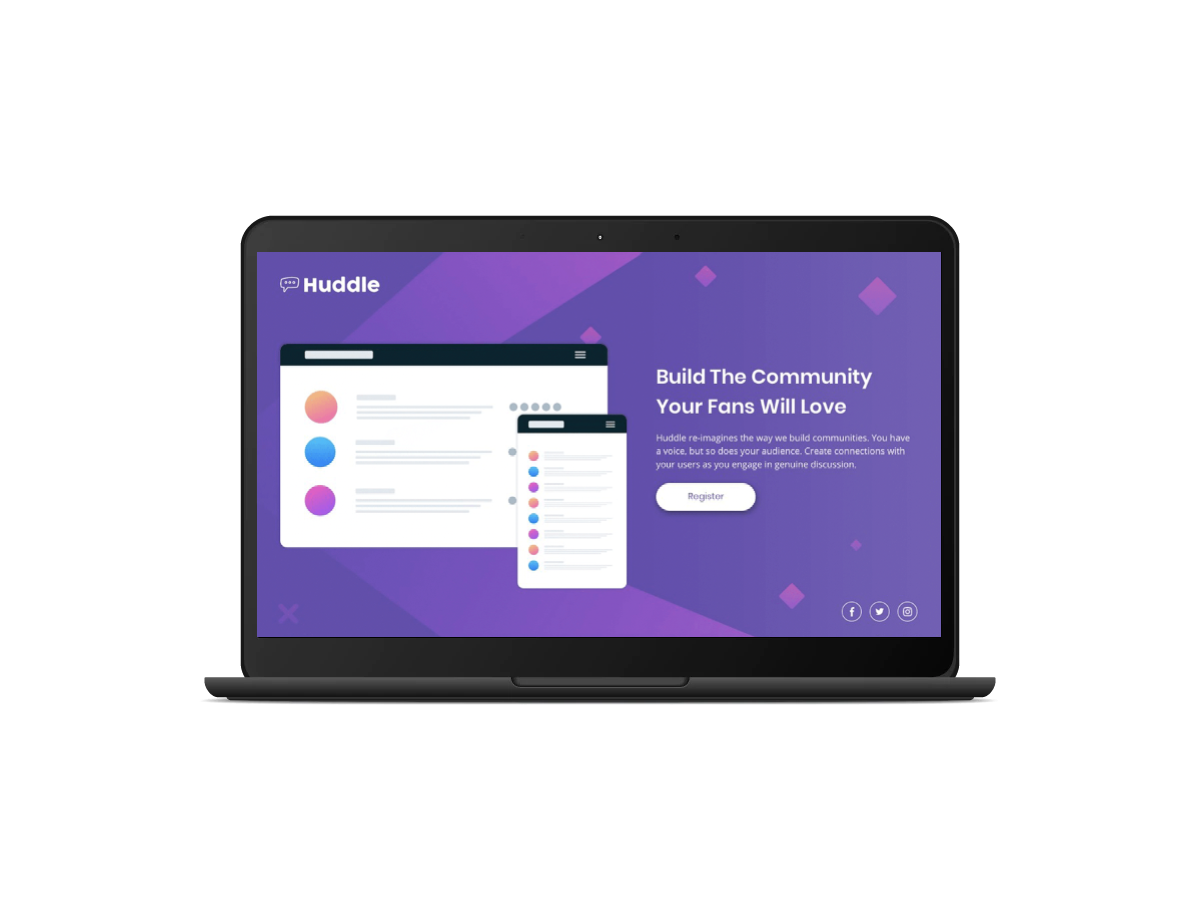 Huddle
Build The Community
Your Fans Will Love
Huddle re-imagines the way we build communities. You have
a voice, but so does your audience. Create connections with
your users as you engage in genuine discussion.
Register